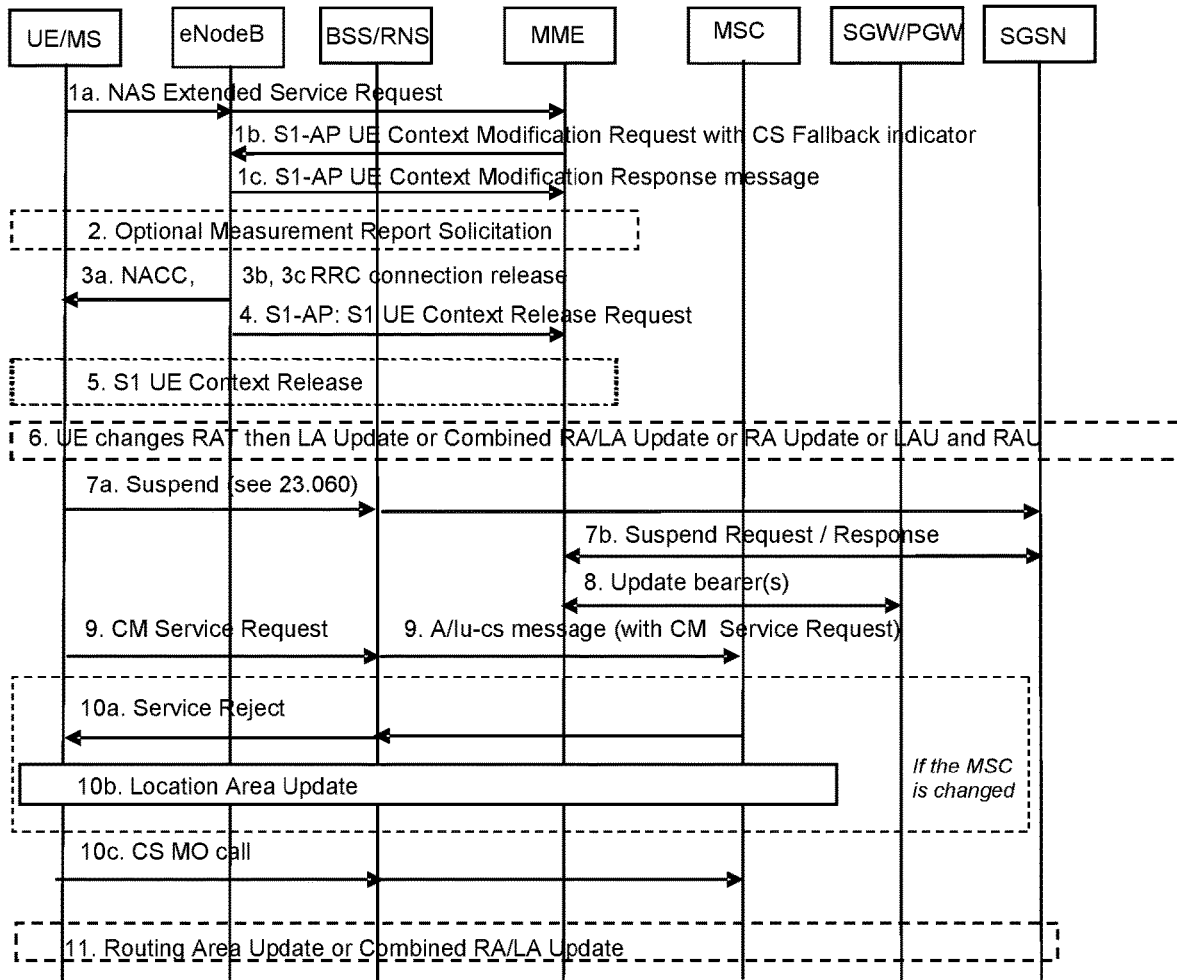 UE/MS
eNodeB
BSS/RNS
MME
MSC
SGW/PGW
SGSN
1a. NAS Extended Service Request
1b. S1-AP UE Context Modification Request with CS Fallback indicator
1c. S1-AP UE Context Modification Response message
2. Optional Measurement Report Solicitation
3a. NACC, 3b, 3c RRC connection release
4. S1-AP: S1 UE Context Release Request
5. S1 UE Context Release
6. UE changes RAT then LA Update or Combined RA/LA Update or RA Update or LAU and RAU
7a. Suspend (see 23.060)
7b. Suspend Request / Response
8. Update bearer(s)
9. CM Service Request
9. A/Iu-cs message (with CM Service Request)
10a. Service Reject
If the MSC
is changed
10b. Location Area Update
10c. CS MO call
11. Routing Area Update or Combined RA/LA Update